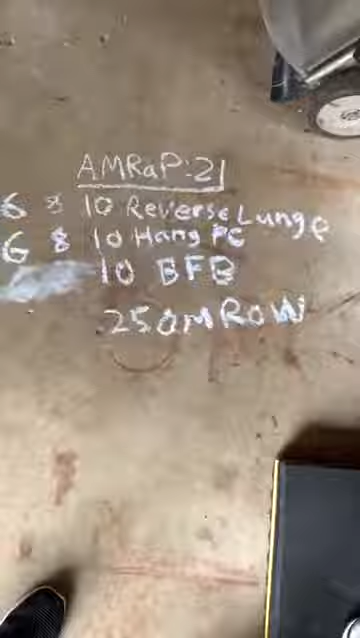 AMRaP:21
6 8 10 Reverse Lunge
6 8 10 Hang PC
10 BFB
250M ROW